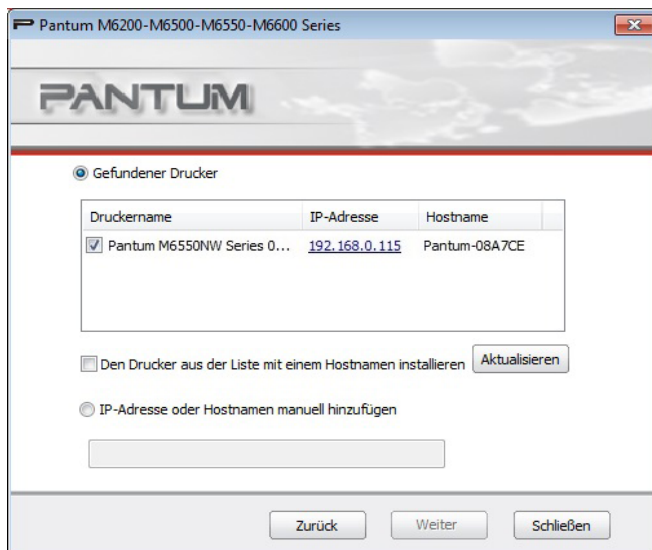 Pantum M6200-M6500-M6550-M6600 Series
PANTUM
Gefundener Drucker
Druckername IP-Adresse Hostname
Pantum M6550NW Series 0... 192.168.0.115 Pantum-08A7CE
Den Drucker aus der Liste mit einem Hostnamen installieren Aktualisieren
IP-Adresse oder Hostnamen manuell hinzufügen
Zurück Weiter Schließen